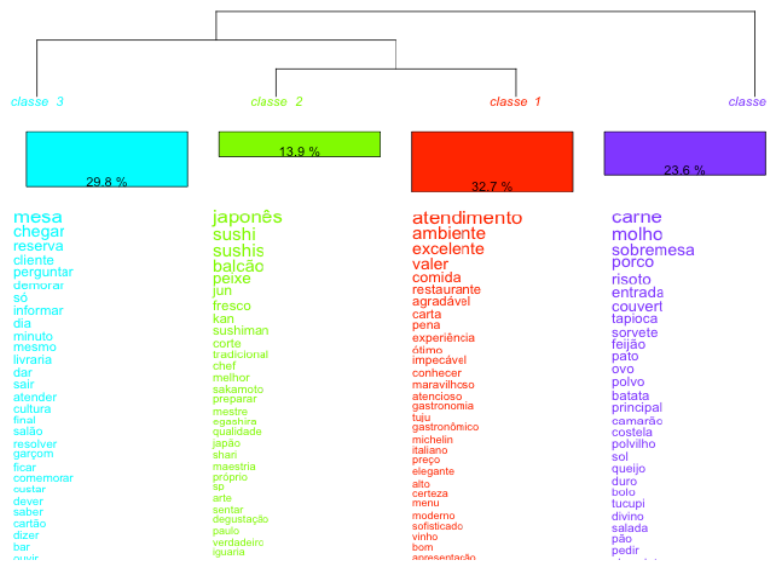 classe 3
classe 2
classe 1
classe
29.8 %
13.9 %
32.7 %
23.6 %
mesa
chegar
reserva
cliente
perguntar
demorar
só
informar
dia
minuto
mesmo
livraria
dar
sair
atender
cultura
final
salão
resolver
garçom
ficar
comemorar
custar
dever
saber
cartão
dizer
bar
ouvir
japonês
sushi
sushis
balcão
peixe
jun
fresco
kan
sushiman
corte
tradicional
chef
melhor
sakamoto
preparar
mestre
egashira
qualidade
japão
shari
maestria
próprio
sp
arte
sentar
degustação
paulo
verdadeiro
iguaria
atendimento
ambiente
excelente
valer
comida
restaurante
agradável
carta
pena
experiência
ótimo
impecável
conhecer
maravilhoso
atencioso
gastronomia
tuju
gastronômico
michelin
italiano
preço
elegante
alto
certeza
menu
moderno
sofisticado
vinho
bom
apresentação
carne
molho
sobremesa
porco
risoto
entrada
couvert
tapioca
sorvete
feijão
pato
ovo
polvo
batata
principal
camarão
costela
polvilho
sol
queijo
duro
bolo
tucupi
divino
salada
pão
pedir